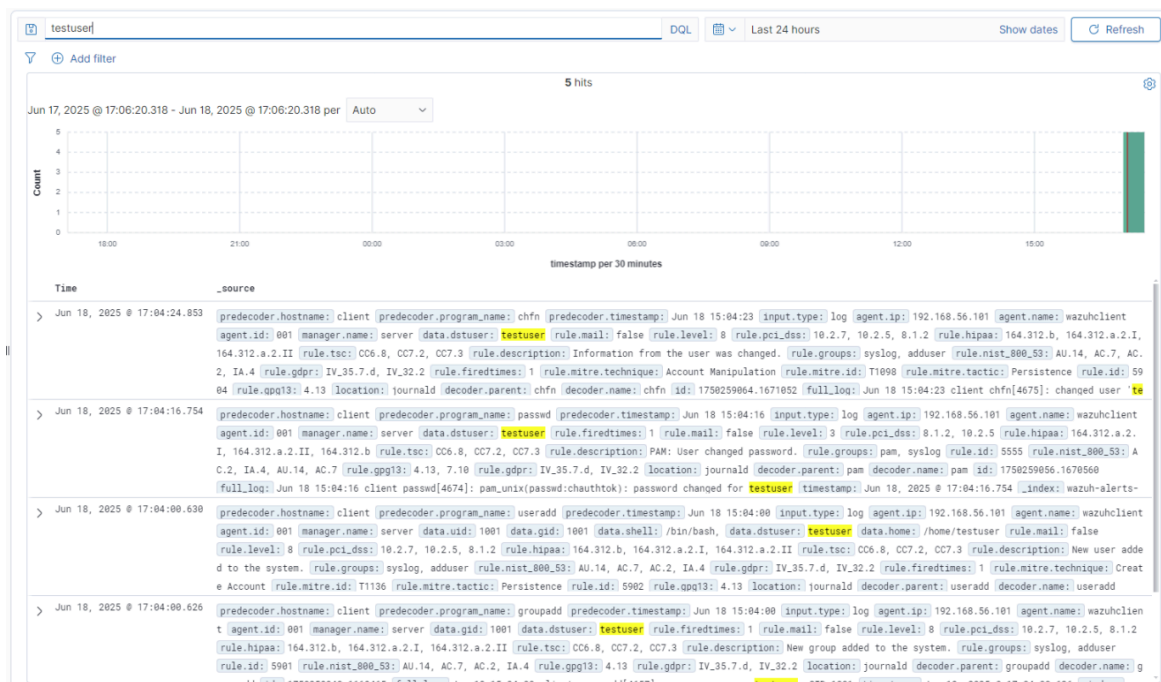 testuser DQL Last 24 hours Show dates Refresh
Add filter
5 hits
Jun 17, 2025 @ 17:06:20.318 - Jun 18, 2025 @ 17:06:20.318 per Auto
Count
5
4
3
2
1
0
18:00 21:00 00:00 03:00 06:00 09:00 12:00 15:00
timestamp per 30 minutes
Time _source
Jun 18, 2025 @ 17:04:24.853 predecoder.hostname: client predecoder.program_name: chfn predecoder.timestamp: Jun 18 15:04:23 input.type: log agent.ip: 192.168.56.101 agent.name: wazuhclient
agent.id: 001 manager.name: server data.dstuser: testuser rule.mail: false rule.level: 8 rule.pci_dss: 10.2.7, 10.2.5, 8.1.2 rule.hipaa: 164.312.b, 164.312.a.2.I,
164.312.a.2.II rule.tsc: CC6.8, CC7.2, CC7.3 rule.description: Information from the user was changed. rule.groups: syslog, adduser rule.nist_800_53: AU.14, AC.7, AC.
2, IA.4 rule.gdpr: IV_35.7.d, IV_32.2 rule.firedtimes: 1 rule.mitre.technique: Account Manipulation rule.mitre.id: T1098 rule.mitre.tactic: Persistence rule.id: 59
04 rule.gpg13: 4.13 location: journald decoder.parent: chfn decoder.name: chfn id: 1750259064.1671052 full_log: Jun 18 15:04:23 client chfn[4675]: changed user 'te
Jun 18, 2025 @ 17:04:16.754 predecoder.hostname: client predecoder.program_name: passwd predecoder.timestamp: Jun 18 15:04:16 input.type: log agent.ip: 192.168.56.101 agent.name: wazuhclient
agent.id: 001 manager.name: server data.dstuser: testuser rule.firedtimes: 1 rule.mail: false rule.level: 3 rule.pci_dss: 8.1.2, 10.2.5 rule.hipaa: 164.312.a.2.
I, 164.312.a.2.II, 164.312.b rule.tsc: CC6.8, CC7.2, CC7.3 rule.description: PAM: User changed password. rule.groups: pam, syslog rule.id: 5555 rule.nist_800_53: A
C.2, IA.4, AU.14, AC.7 rule.gpg13: 4.13, 7.10 rule.gdpr: IV_35.7.d, IV_32.2 location: journald decoder.parent: pam decoder.name: pam id: 1750259056.1670560
full_log: Jun 18 15:04:16 client passwd[4674]: pam_unix(passwd:chauthtok): password changed for testuser timestamp: Jun 18, 2025 @ 17:04:16.754 _index: wazuh-alerts-
Jun 18, 2025 @ 17:04:00.630 predecoder.hostname: client predecoder.program_name: useradd predecoder.timestamp: Jun 18 15:04:00 input.type: log agent.ip: 192.168.56.101 agent.name: wazuhclient
agent.id: 001 manager.name: server data.uid: 1001 data.gid: 1001 data.shell: /bin/bash, data.dstuser: testuser data.home: /home/testuser rule.mail: false
rule.level: 8 rule.pci_dss: 10.2.7, 10.2.5, 8.1.2 rule.hipaa: 164.312.b, 164.312.a.2.I, 164.312.a.2.II rule.tsc: CC6.8, CC7.2, CC7.3 rule.description: New user adde
d to the system. rule.groups: syslog, adduser rule.nist_800_53: AU.14, AC.7, AC.2, IA.4 rule.gdpr: IV_35.7.d, IV_32.2 rule.firedtimes: 1 rule.mitre.technique: Creat
e Account rule.mitre.id: T1136 rule.mitre.tactic: Persistence rule.id: 5902 rule.gpg13: 4.13 location: journald decoder.parent: useradd decoder.name: useradd
Jun 18, 2025 @ 17:04:00.626 predecoder.hostname: client predecoder.program_name: groupadd predecoder.timestamp: Jun 18 15:04:00 input.type: log agent.ip: 192.168.56.101 agent.name: wazuhclien
t agent.id: 001 manager.name: server data.gid: 1001 data.dstuser: testuser rule.firedtimes: 1 rule.mail: false rule.level: 8 rule.pci_dss: 10.2.7, 10.2.5, 8.1.2
rule.hipaa: 164.312.b, 164.312.a.2.I, 164.312.a.2.II rule.tsc: CC6.8, CC7.2, CC7.3 rule.description: New group added to the system. rule.groups: syslog, adduser
rule.id: 5901 rule.nist_800_53: AU.14, AC.7, AC.2, IA.4 rule.gpg13: 4.13 rule.gdpr: IV_35.7.d, IV_32.2 location: journald decoder.parent: groupadd decoder.name: g